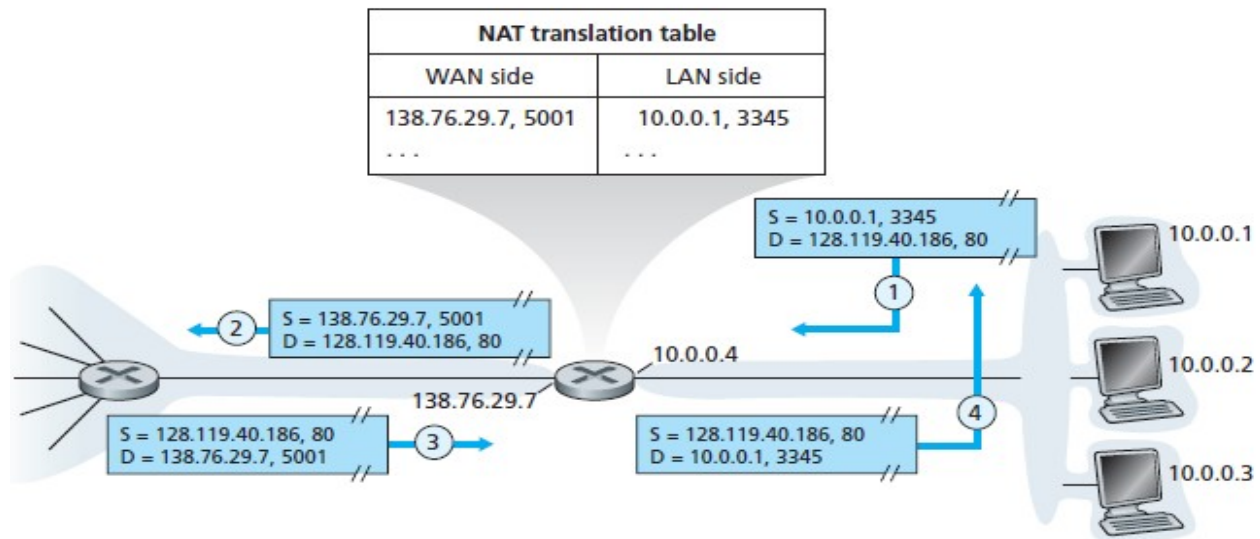 NAT translation table
WAN side LAN side
138.76.29.7, 5001 10.0.0.1, 3345
. . . . . .
S = 10.0.0.1, 3345
D = 128.119.40.186, 80
10.0.0.1
1
2
S = 138.76.29.7, 5001
D = 128.119.40.186, 80
10.0.0.4
10.0.0.2
138.76.29.7
S = 128.119.40.186, 80
D = 138.76.29.7, 5001
3
S = 128.119.40.186, 80
D = 10.0.0.1, 3345
4
10.0.0.3